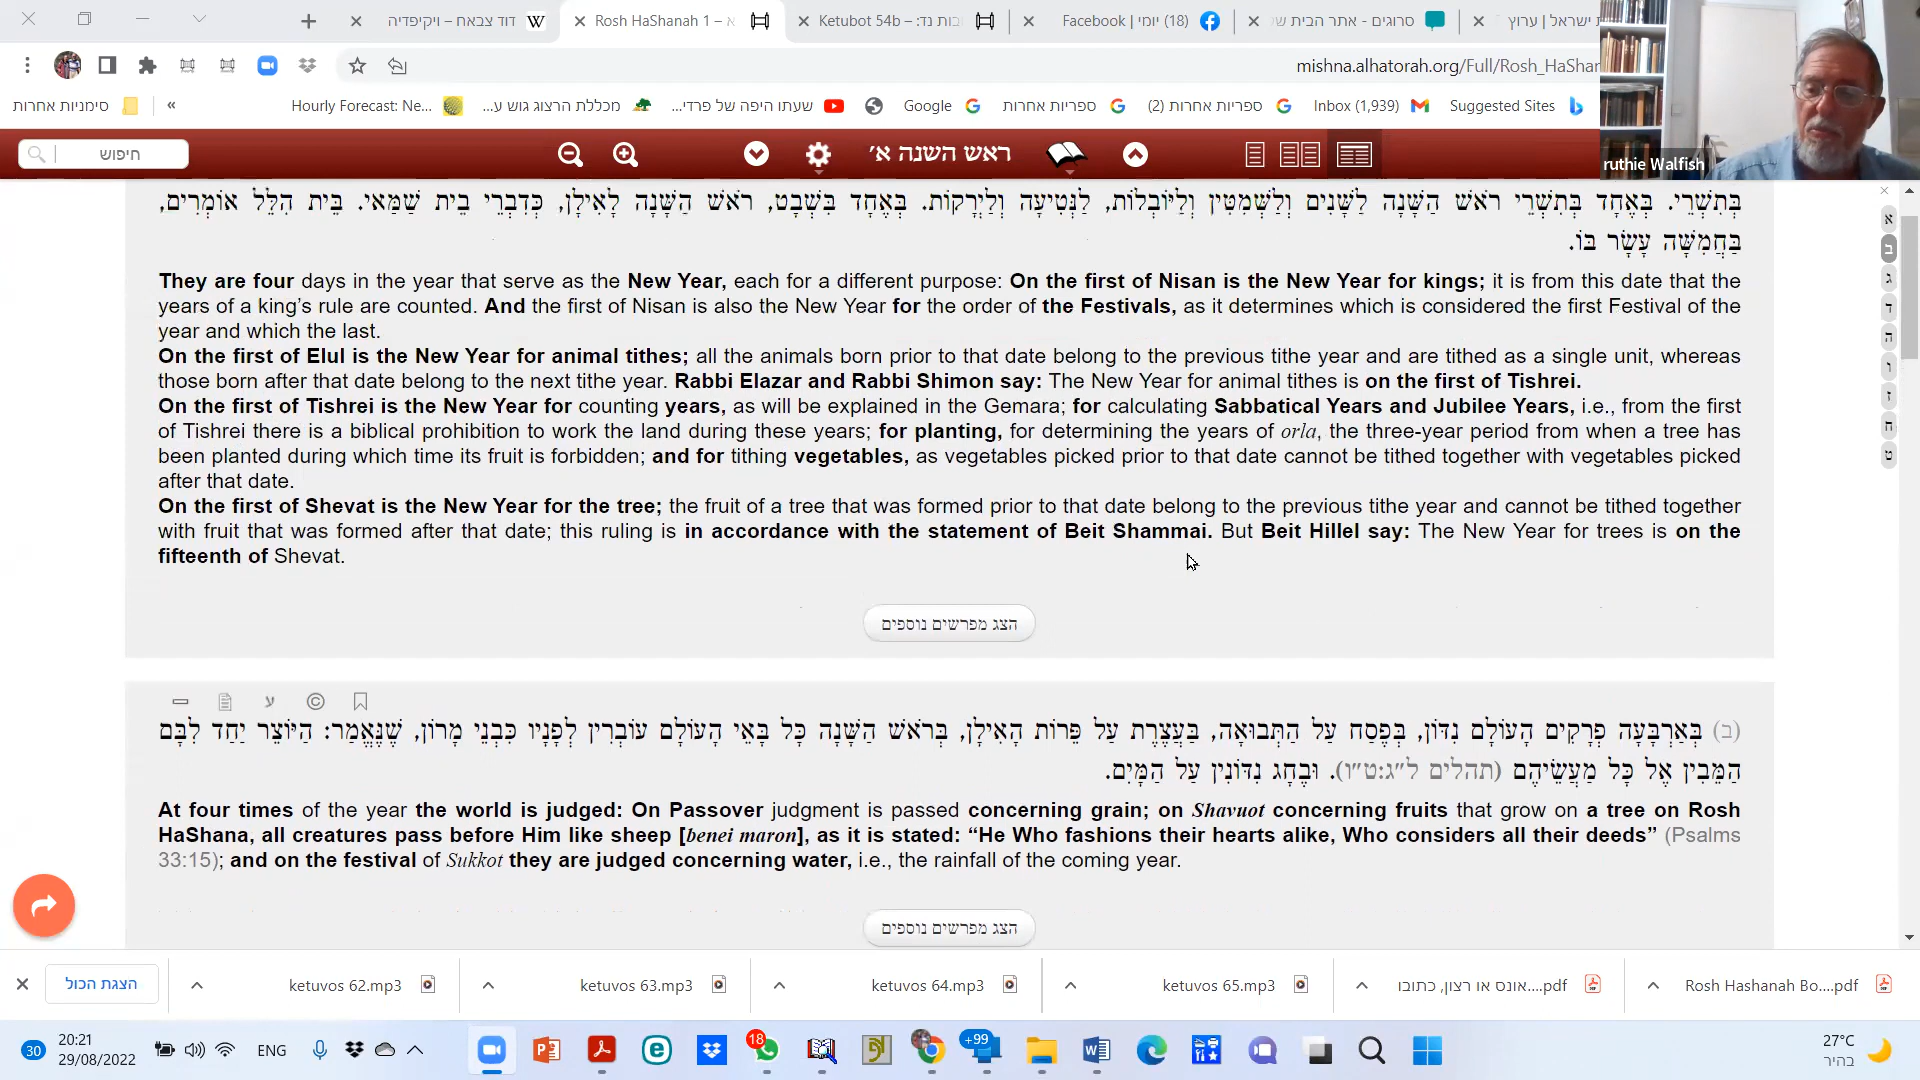 דוד צבאח – ויקיפדיה
Rosh HaShanah 1 – א
Ketubot 54b – :בות נד
Facebook | יומי (18)
סרוגים - אתר הבית של
ת ישראל | ערוץ
mishna.alhatorah.org/Full/Rosh_HaShan
סימניות אחרות
«
Hourly Forecast: Ne...
מכללת הרצוג גוש ע...
שעתו היפה של פרדי...
Google
ספריות אחרות
ספריות אחרות (2)
Inbox (1,939)
Suggested Sites
ruthie Walfish
חיפוש
ראש השנה א׳
בְּתִשְׁרֵי. בְּאֶחָד בְּתִשְׁרֵי רֹאשׁ הַשָּׁנָה לַשָּׁנִים וְלַשְּׁמִטִּין וְלַיּוֹבְלוֹת, לַנְּטִיעָה וְלַיְרָקוֹת. בְּאֶחָד בִּשְׁבָט, רֹאשׁ הַשָּׁנָה לָאִילָן, כְּדִבְרֵי בֵית שַׁמַּאי. בֵּית הִלֵּל אוֹמְרִים,
בַּחֲמִשָּׁה עָשָׂר בּוֹ.
They are four days in the year that serve as the New Year, each for a different purpose: On the first of Nisan is the New Year for kings; it is from this date that the
years of a king’s rule are counted. And the first of Nisan is also the New Year for the order of the Festivals, as it determines which is considered the first Festival of the
year and which the last.
On the first of Elul is the New Year for animal tithes; all the animals born prior to that date belong to the previous tithe year and are tithed as a single unit, whereas
those born after that date belong to the next tithe year. Rabbi Elazar and Rabbi Shimon say: The New Year for animal tithes is on the first of Tishrei.
On the first of Tishrei is the New Year for counting years, as will be explained in the Gemara; for calculating Sabbatical Years and Jubilee Years, i.e., from the first
of Tishrei there is a biblical prohibition to work the land during these years; for planting, for determining the years of orla, the three-year period from when a tree has
been planted during which time its fruit is forbidden; and for tithing vegetables, as vegetables picked prior to that date cannot be tithed together with vegetables picked
after that date.
On the first of Shevat is the New Year for the tree; the fruit of a tree that was formed prior to that date belong to the previous tithe year and cannot be tithed together
with fruit that was formed after that date; this ruling is in accordance with the statement of Beit Shammai. But Beit Hillel say: The New Year for trees is on the
fifteenth of Shevat.
הצג מפרשים נוספים
א
ב
ג
ד
ה
ו
ז
ח
ט
ע
(ב) בְּאַרְבָּעָה פְרָקִים הָעוֹלָם נִדּוֹן, בְּפֶסַח עַל הַתְּבוּאָה, בַּעֲצֶרֶת עַל פֵּרוֹת הָאִילָן, בְּרֹאשׁ הַשָּׁנָה כָּל בָּאֵי הָעוֹלָם עוֹבְרִין לְפָנָיו כִּבְנֵי מָרוֹן, שֶׁנֶּאֱמַר: הַיּוֹצֵר יַחַד לִבָּם
הַמֵּבִין אֶל כָּל מַעֲשֵׂיהֶם (תהלים ל״ג:ט״ו). וּבֶחָג נִדּוֹנִין עַל הַמָּיִם.
At four times of the year the world is judged: On Passover judgment is passed concerning grain; on Shavuot concerning fruits that grow on a tree on Rosh
HaShana, all creatures pass before Him like sheep [benei maron], as it is stated: “He Who fashions their hearts alike, Who considers all their deeds” (Psalms
33:15); and on the festival of Sukkot they are judged concerning water, i.e., the rainfall of the coming year.
הצג מפרשים נוספים
הצגת הכול
ketuvos 62.mp3
ketuvos 63.mp3
ketuvos 64.mp3
ketuvos 65.mp3
אונס או רצון, כתובו....pdf
Rosh Hashanah Bo....pdf
30
20:21
29/08/2022
ENG
18
+99
27°C
בהיר